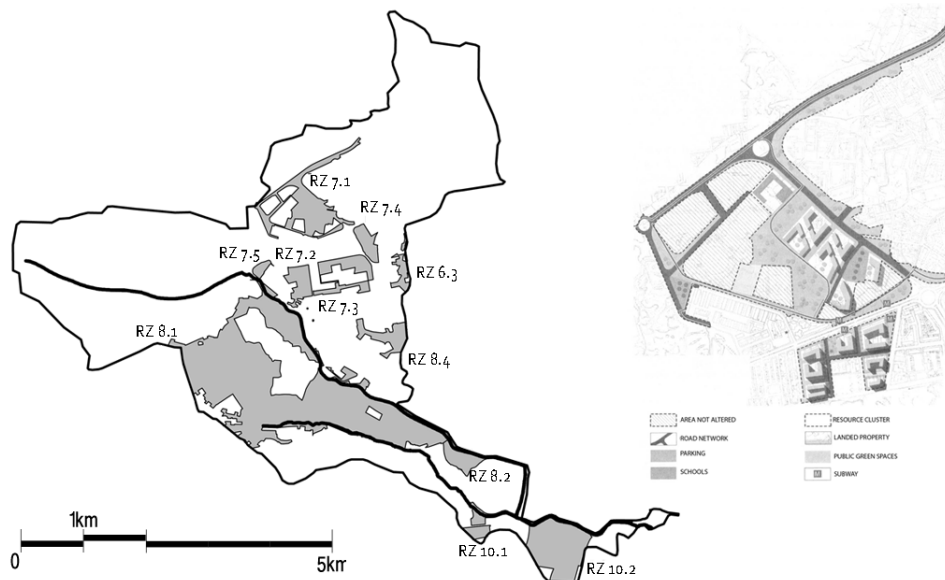 RZ 7.1
RZ 7.4
RZ 7.5
RZ 7.2
RZ 6.3
RZ 7.3
RZ 8.1
RZ 8.4
RZ 8.2
RZ 10.1
RZ 10.2
1km
0
5km
AREA NOT ALTERED
ROAD NETWORK
PARKING
SCHOOLS
RESOURCE CLUSTER
LANDED PROPERTY
PUBLIC GREEN SPACES
M
SUBWAY